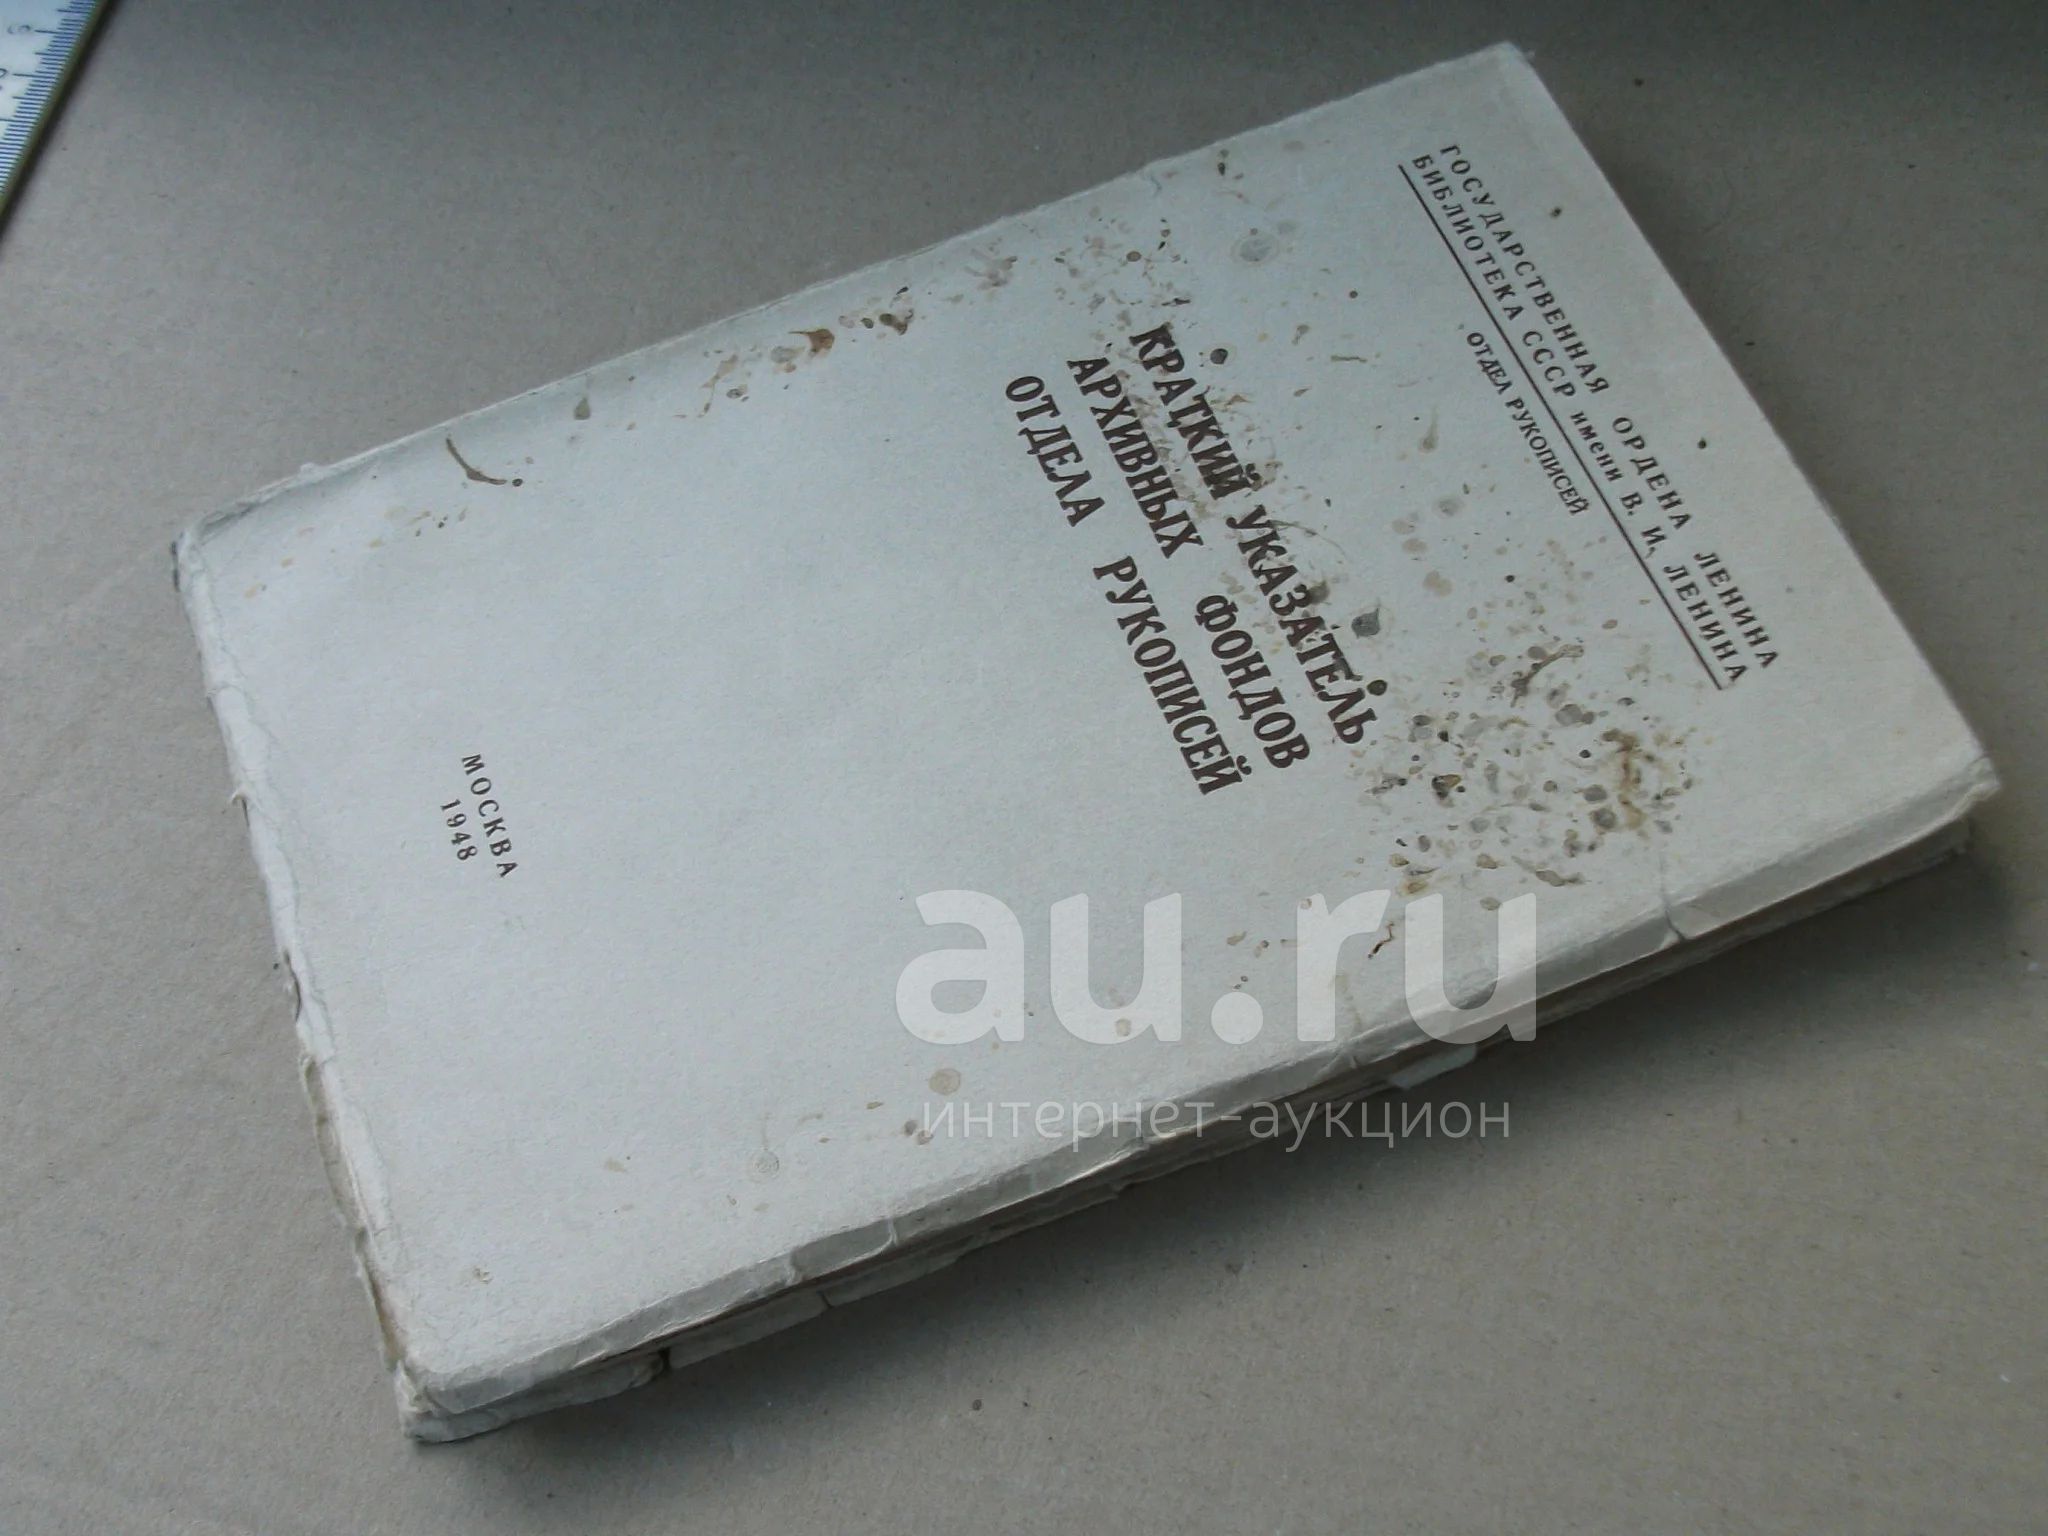 ГОСУДАРСТВЕННАЯ ОРДЕНА ЛЕНИНА
БИБЛИОТЕКА СССР имени В. И. ЛЕНИНА
ОТДЕЛ РУКОПИСЕЙ
КРАТКИЙ УКАЗАТЕЛЬ
АРХИВНЫХ ФОНДОВ
ОТДЕЛА РУКОПИСЕЙ
МОСКВА
1948
au.ru
интернет-аукцион